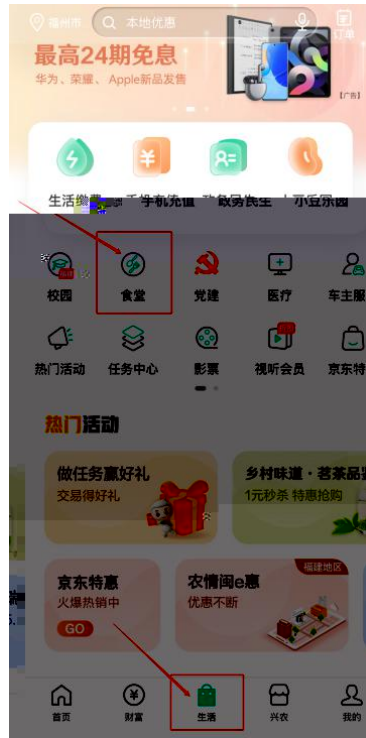 福州市 本地优惠 订单
最高24期免息
华为、荣耀、Apple新品发售
【广告】
生活缴费 手机充值 政务民生 小豆乐园
校园 食堂 党建 医疗 车主服
热门活动 任务中心 影票 视听会员 京东特
热门活动
做任务赢好礼
交易得好礼
乡村味道·茗茶品
1元秒杀 特惠抢购
京东特惠
火爆热销中
GO
农情闽e惠
优惠不断
福建地区
首页 财富 生活 兴农 我的